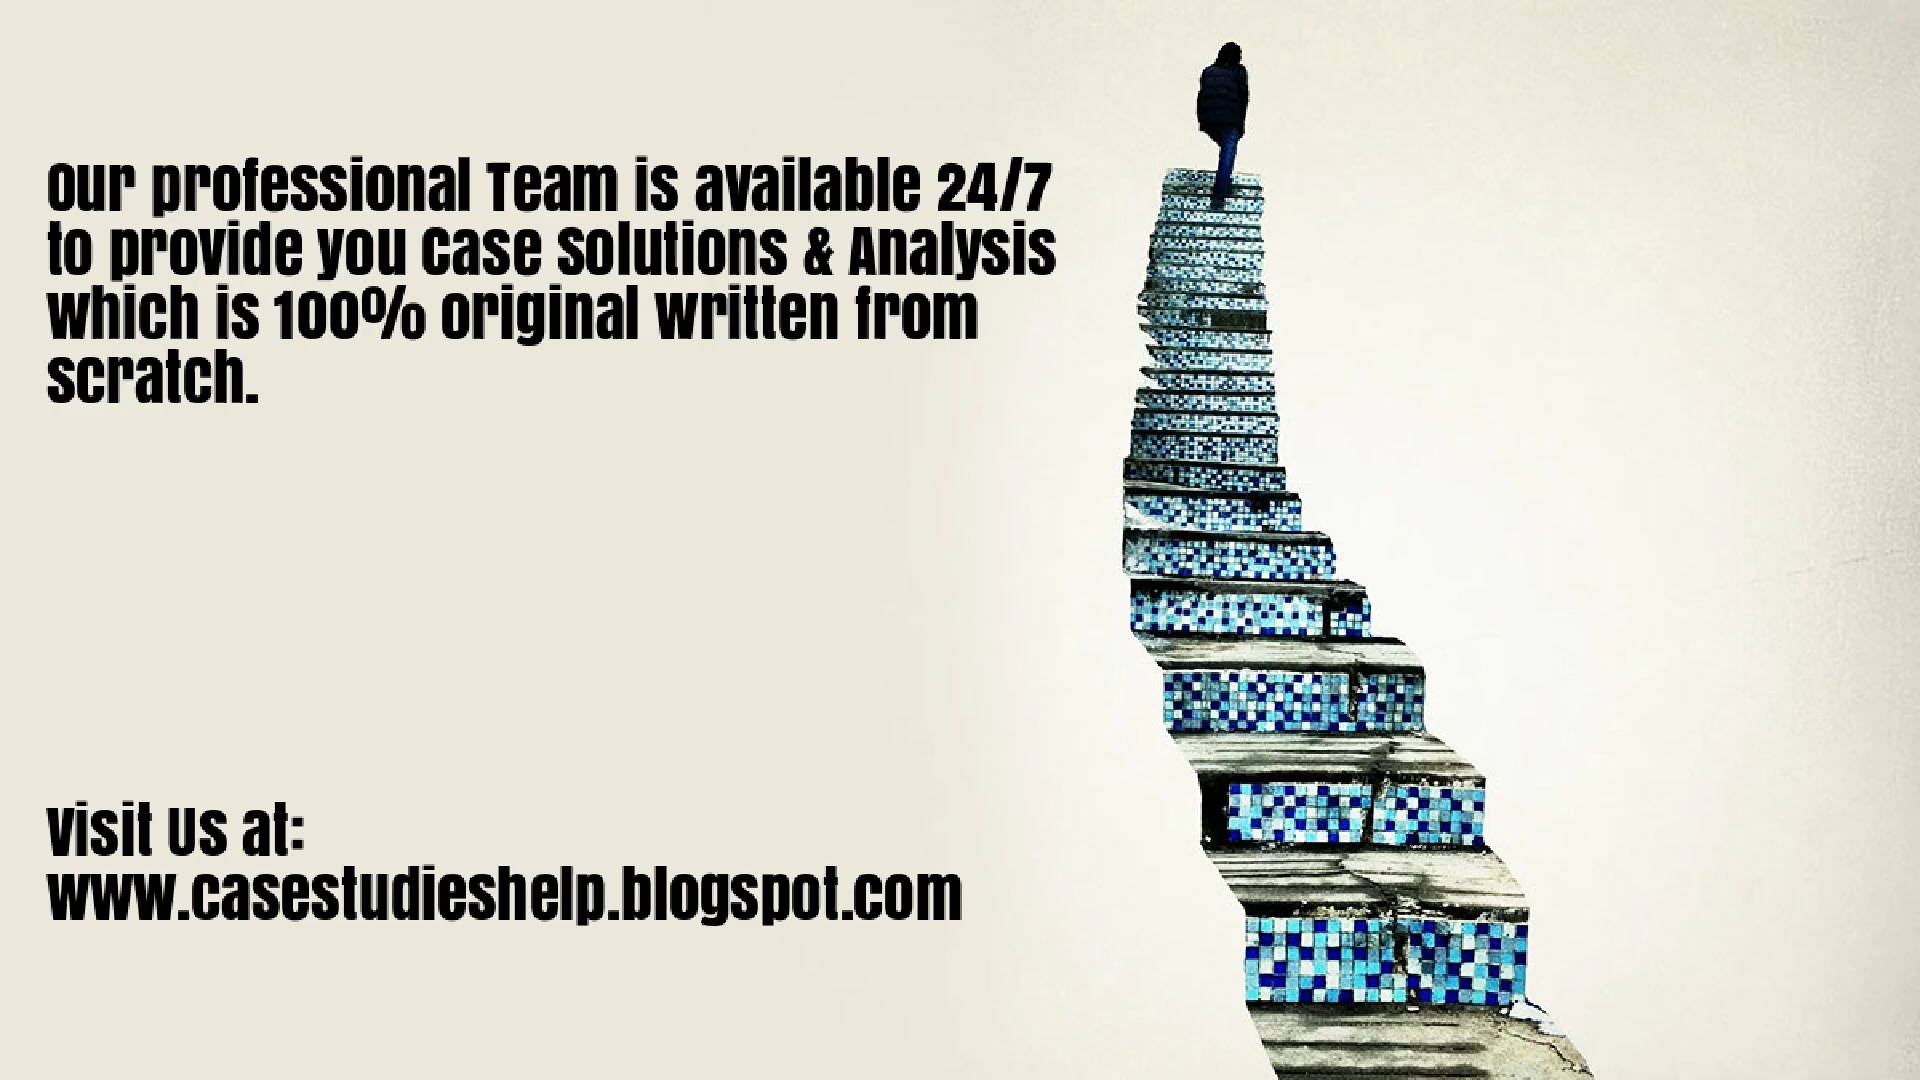 Our professional Team is available 24/7
to provide you Case Solutions & Analysis
which is 100% original written from
scratch.
Visit Us at:
www.casestudieshelp.blogspot.com